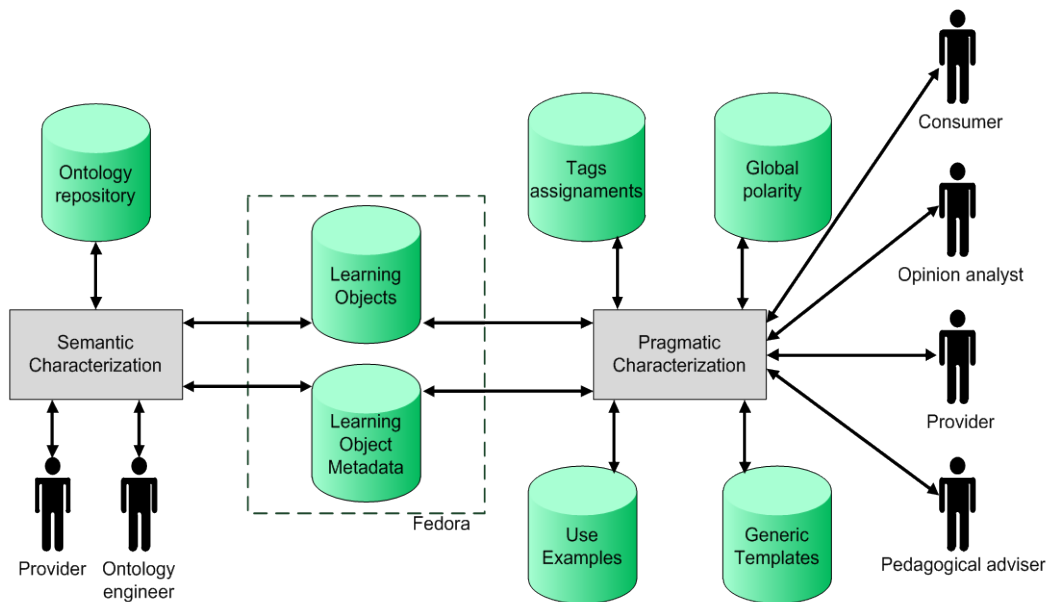 Consumer
Ontology
repository
Tags
assignaments
Global
polarity
Opinion analyst
Learning
Objects
Semantic
Characterization
Pragmatic
Characterization
Provider
Learning
Object
Metadata
Fedora
Use
Examples
Generic
Templates
Pedagogical adviser
Provider
Ontology
engineer